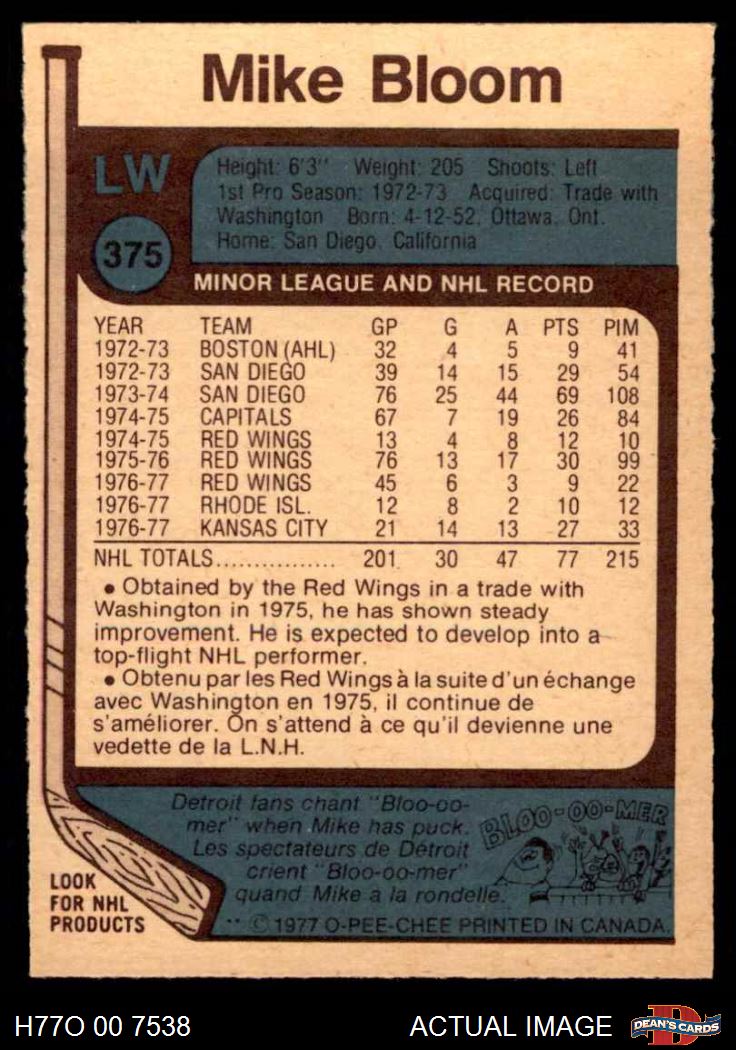 Mike Bloom
LW
375
Height: 6'3" Weight: 205 Shoots: Left
1st Pro Season: 1972-73 Acquired: Trade with
Washington Born: 4-12-52, Ottawa, Ont.
Home: San Diego, California
MINOR LEAGUE AND NHL RECORD
YEAR TEAM GP G A PTS PIM
1972-73 BOSTON (AHL) 32 4 5 9 41
1972-73 SAN DIEGO 39 14 15 29 54
1973-74 SAN DIEGO 76 25 44 69 108
1974-75 CAPITALS 67 7 19 26 84
1974-75 RED WINGS 13 4 8 12 10
1975-76 RED WINGS 76 13 17 30 99
1976-77 RED WINGS 45 6 3 9 22
1976-77 RHODE ISL. 12 8 2 10 12
1976-77 KANSAS CITY 21 14 13 27 33
NHL TOTALS................ 201 30 47 77 215
• Obtained by the Red Wings in a trade with
Washington in 1975, he has shown steady
improvement. He is expected to develop into a
top-flight NHL performer.
• Obtenu par les Red Wings à la suite d'un échange
avec Washington en 1975, il continue de
s'améliorer. On s'attend à ce qu'il devienne une
vedette de la L.N.H.
Detroit fans chant "Bloo-oo-
mer" when Mike has puck.
Les spectateurs de Détroit
crient "Bloo-oo-mer"
quand Mike a la rondelle.
BLOO-OO-MER
LOOK
FOR NHL
PRODUCTS
© 1977 O-PEE-CHEE PRINTED IN CANADA.
H77O 00 7538 ACTUAL IMAGE
D
DEAN'S CARDS